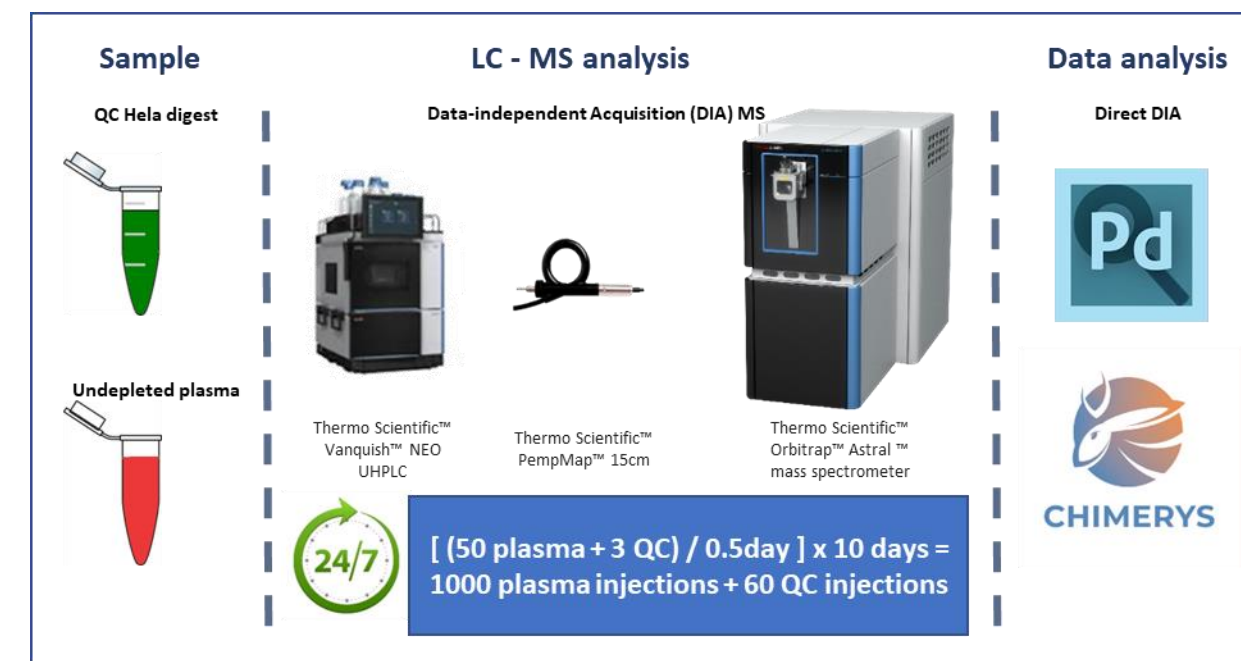 Sample
LC - MS analysis
Data analysis
QC Hela digest
Data-independent Acquisition (DIA) MS
Direct DIA
Pd
Undepleted plasma
Thermo Scientific™
Vanquish™ NEO
UHPLC
Thermo Scientific™
PempMap™ 15cm
Thermo Scientific™
Orbitrap™ Astral ™
mass spectrometer
CHIMERYS
24/7
[ (50 plasma + 3 QC) / 0.5day ] x 10 days =
1000 plasma injections + 60 QC injections